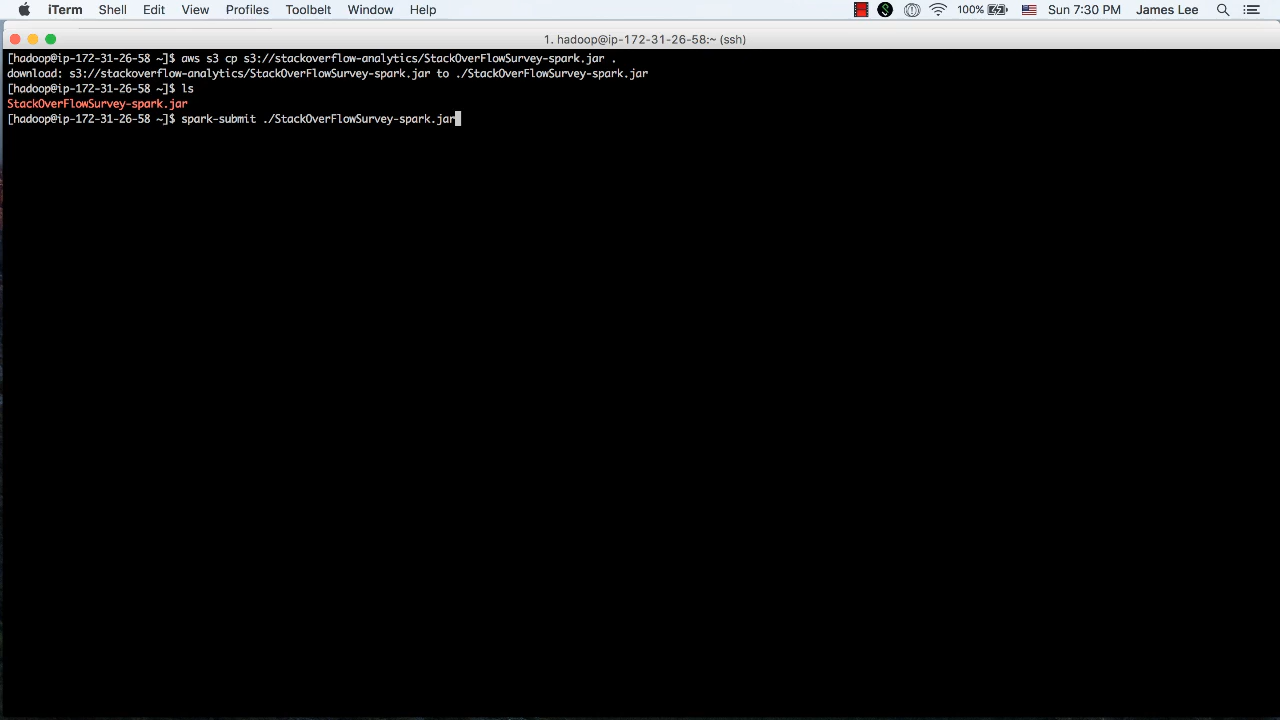 iTerm Shell Edit View Profiles Toolbelt Window Help 100% Sun 7:30 PM James Lee
1. hadoop@ip-172-31-26-58:~ (ssh)
[hadoop@ip-172-31-26-58 ~]$ aws s3 cp s3://stackoverflow-analytics/StackOverFlowSurvey-spark.jar .
download: s3://stackoverflow-analytics/StackOverFlowSurvey-spark.jar to ./StackOverFlowSurvey-spark.jar
[hadoop@ip-172-31-26-58 ~]$ ls
StackOverFlowSurvey-spark.jar
[hadoop@ip-172-31-26-58 ~]$ spark-submit ./StackOverFlowSurvey-spark.jar